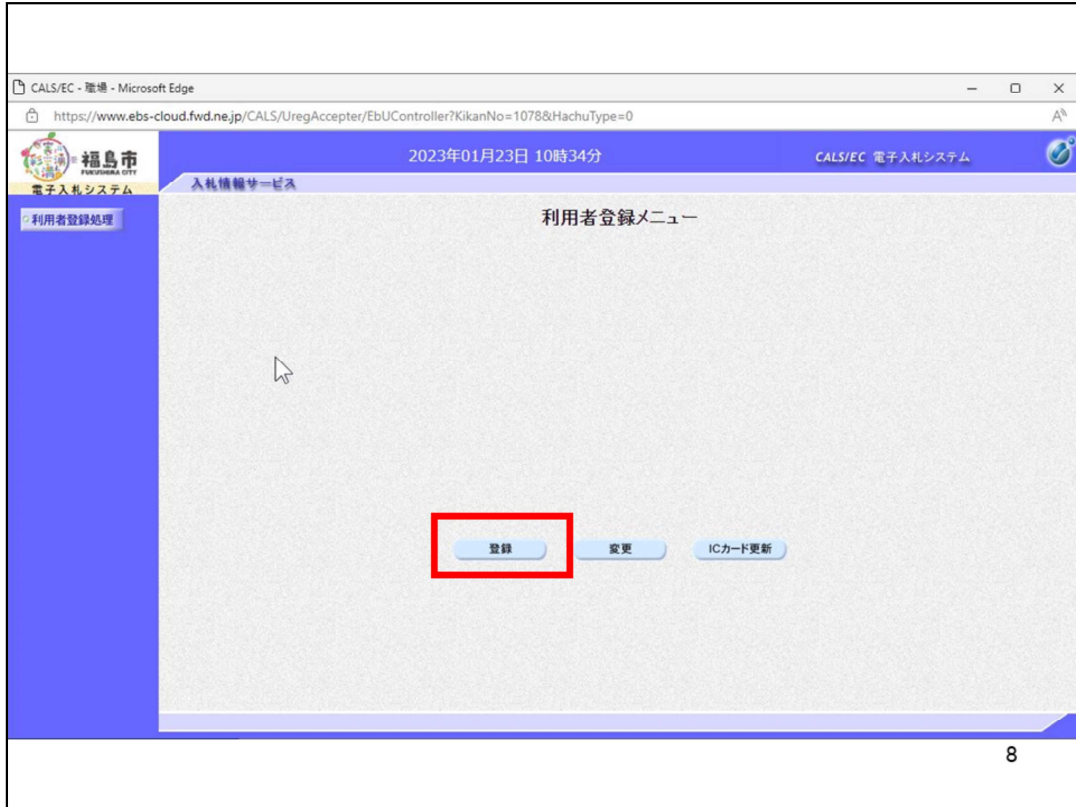 CALS/EC - 職場 - Microsoft Edge
https://www.ebs-cloud.fwd.ne.jp/CALS/UregAccepter/EbUController?KikanNo=1078&HachuType=0
福島市
FUKUSHIMA CITY
電子入札システム
2023年01月23日 10時34分
CALS/EC 電子入札システム
入札情報サービス
利用者登録処理
利用者登録メニュー
登録
変更
ICカード更新
8